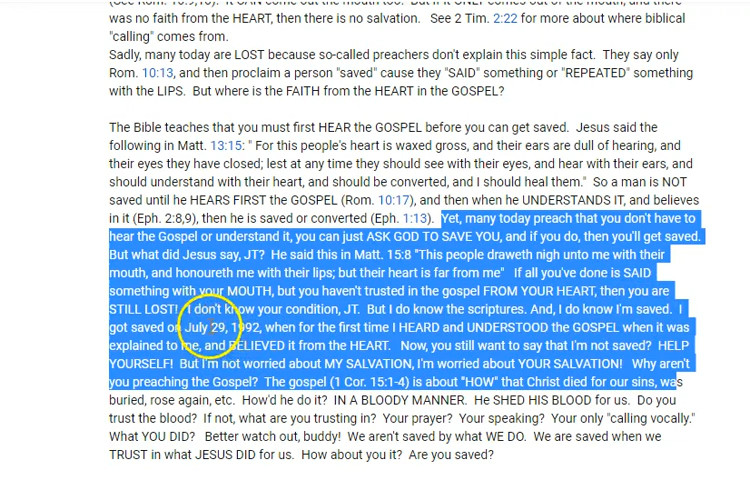 was no faith from the HEART, then there is no salvation.   See 2 Tim. 2:22 for more about where biblical
"calling" comes from.
Sadly, many today are LOST because so-called preachers don't explain this simple fact.  They say only
Rom. 10:13, and then proclaim a person "saved" cause they "SAID" something or "REPEATED" something
with the LIPS.  But where is the FAITH from the HEART in the GOSPEL?
The Bible teaches that you must first HEAR the GOSPEL before you can get saved.  Jesus said the
following in Matt. 13:15: " For this people's heart is waxed gross, and their ears are dull of hearing, and
their eyes they have closed; lest at any time they should see with their eyes, and hear with their ears, and
should understand with their heart, and should be converted, and I should heal them."  So a man is NOT
saved until he HEARS FIRST the GOSPEL (Rom. 10:17), and then when he UNDERSTANDS IT, and believes
in it (Eph. 2:8,9), then he is saved or converted (Eph. 1:13).  Yet, many today preach that you don't have to
hear the Gospel or understand it, you can just ASK GOD TO SAVE YOU, and if you do, then you'll get saved.
But what did Jesus say, JT?  He said this in Matt. 15:8 "This people draweth nigh unto me with their
mouth, and honoureth me with their lips; but their heart is far from me"   If all you've done is SAID
something with your MOUTH, but you haven't trusted in the gospel FROM YOUR HEART, then you are
STILL LOST!   I don't know your condition, JT.  But I do know the scriptures.  And, I do know I'm saved.  I
got saved on July 29, 1992, when for the first time I HEARD and UNDERSTOOD the GOSPEL when it was
explained to me, and BELIEVED it from the HEART.   Now, you still want to say that I'm not saved?  HELP
YOURSELF!  But I'm not worried about MY SALVATION, I'm worried about YOUR SALVATION!   Why aren't
you preaching the Gospel?  The gospel (1 Cor. 15:1-4) is about "HOW" that Christ died for our sins, was
buried, rose again, etc.  How'd he do it?  IN A BLOODY MANNER.  He SHED HIS BLOOD for us.  Do you
trust the blood?  If not, what are you trusting in?  Your prayer?  Your speaking?  Your only "calling vocally."
What YOU DID?   Better watch out, buddy!  We aren't saved by what WE DO.  We are saved when we
TRUST in what JESUS DID for us.  How about you it?  Are you saved?